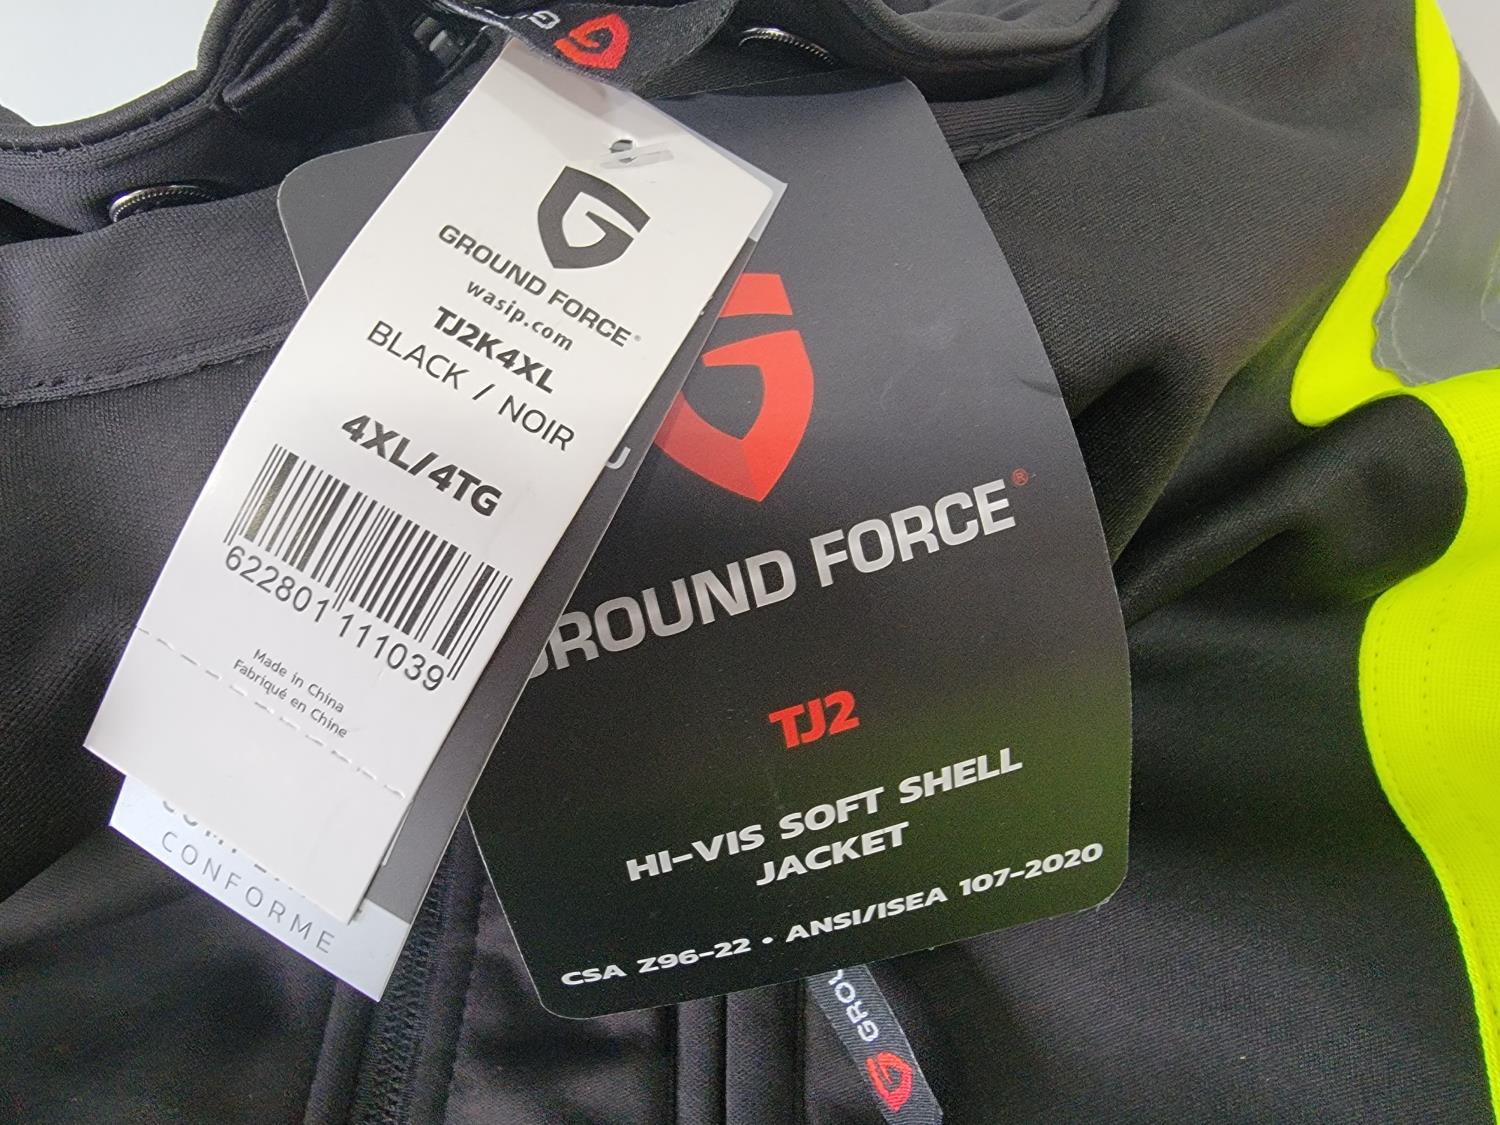 GROUND FORCE®
wasip.com
TJ2K4XL
BLACK / NOIR
4XL/4TG
622801111039
Made in China
Fabriqué en Chine
CONFORME
GROUND FORCE®
TJ2
HI-VIS SOFT SHELL
JACKET
CSA Z96-22 • ANSI/ISEA 107-2020